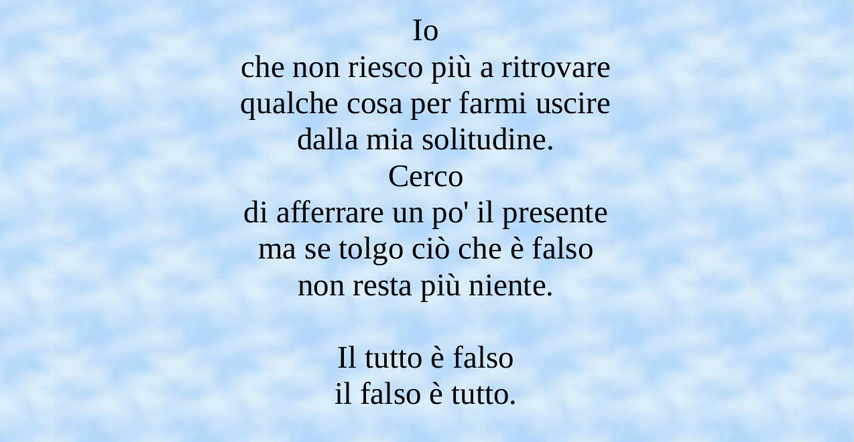 Io
che non riesco più a ritrovare
qualche cosa per farmi uscire
dalla mia solitudine.
Cerco
di afferrare un po' il presente
ma se tolgo ciò che è falso
non resta più niente.
Il tutto è falso
il falso è tutto.